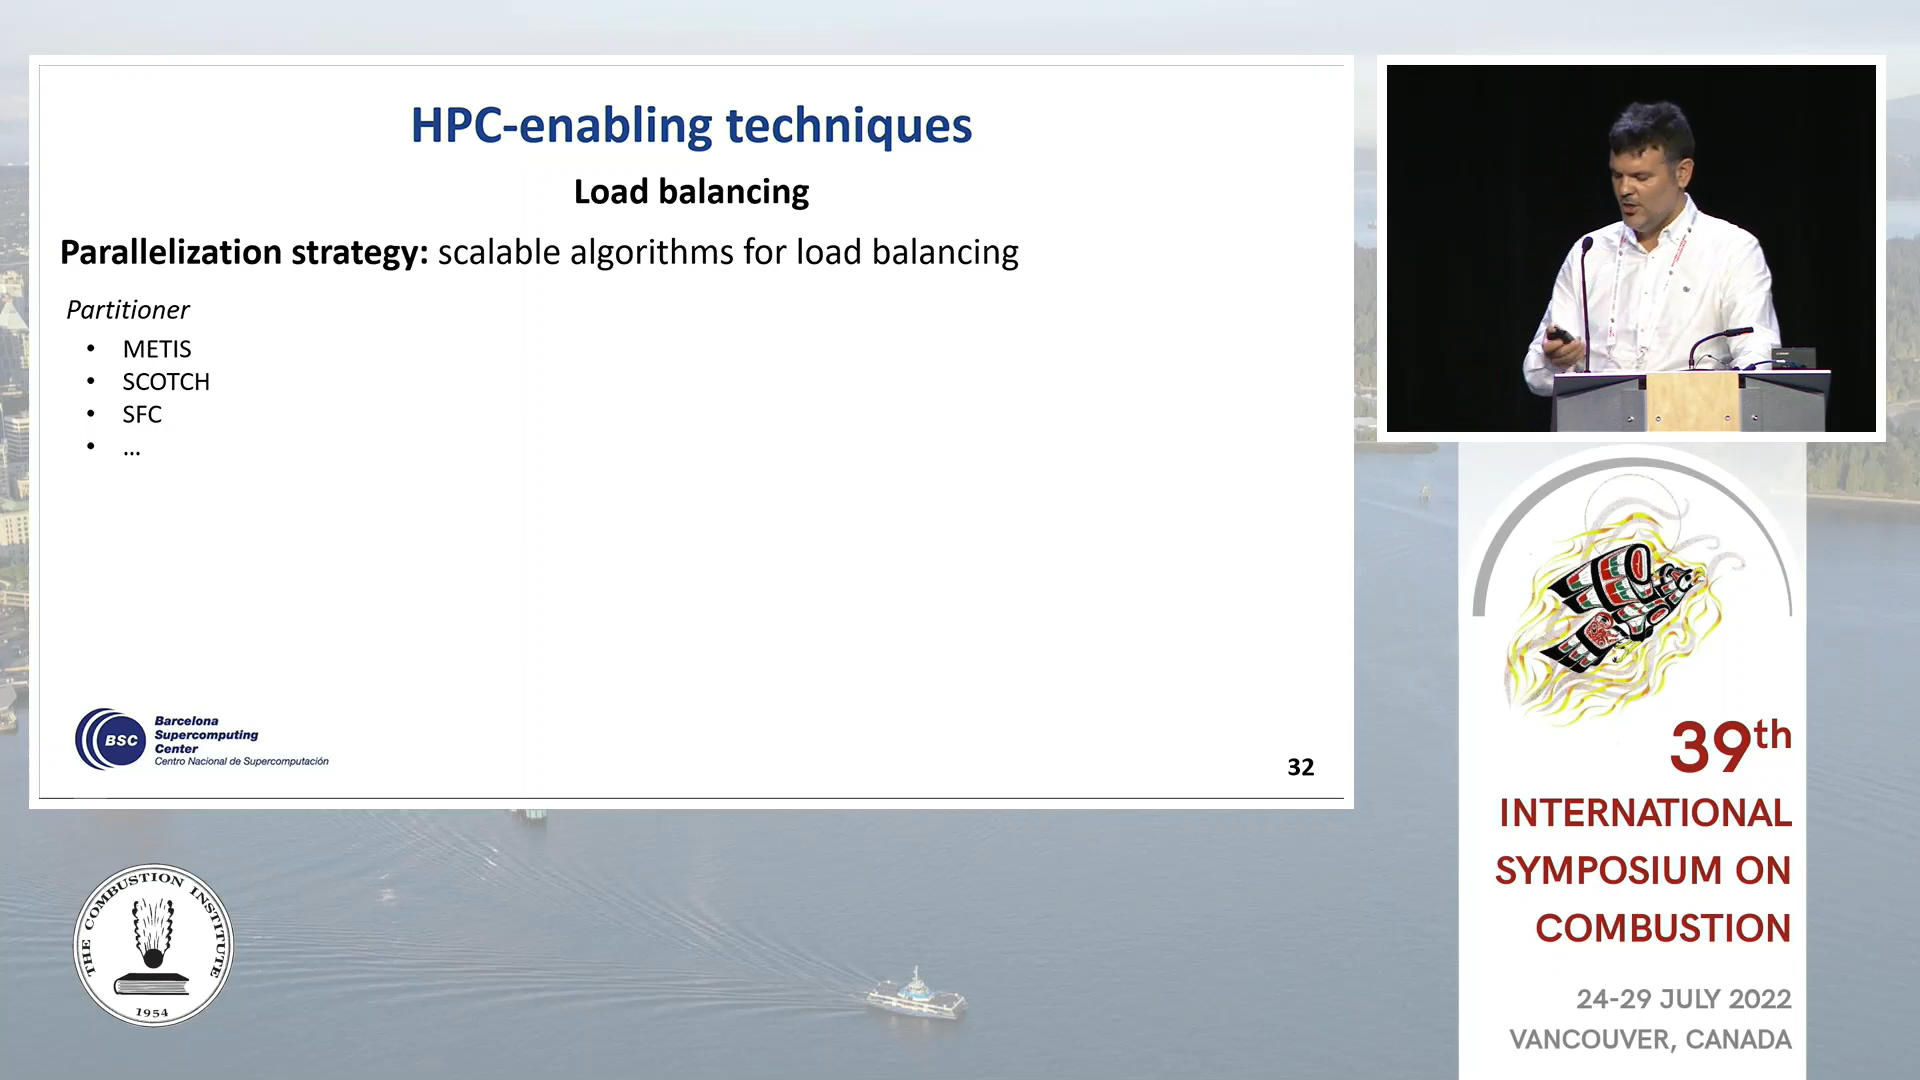 HPC-enabling techniques
Load balancing
Parallelization strategy: scalable algorithms for load balancing
Partitioner
• METIS
• SCOTCH
• SFC
• ...
BSC
Barcelona
Supercomputing
Center
Centro Nacional de Supercomputación
32
39th
INTERNATIONAL
SYMPOSIUM ON
COMBUSTION
24-29 JULY 2022
VANCOUVER, CANADA
THE COMBUSTION INSTITUTE
1954